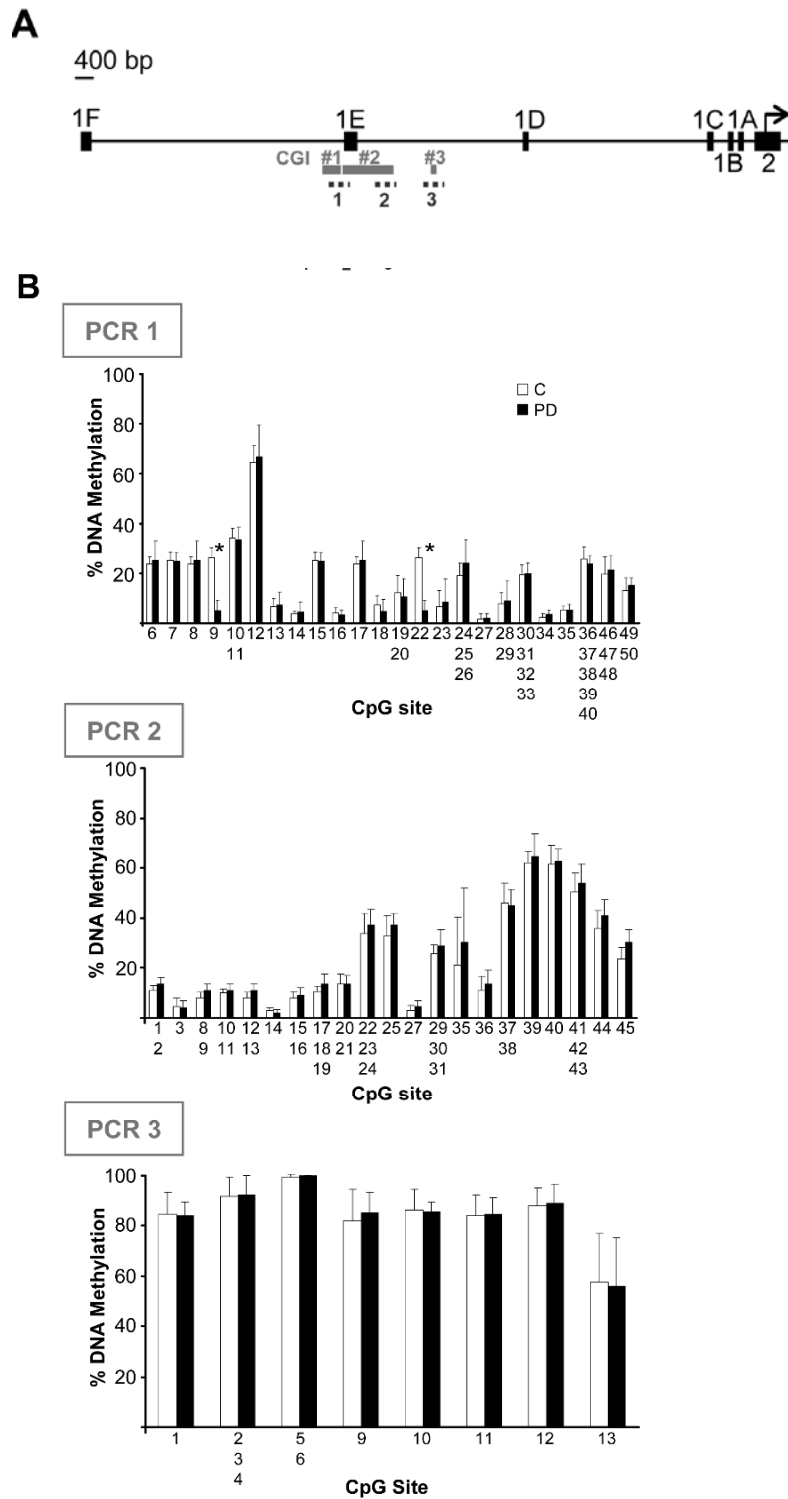 A
400 bp
1F 1E 1D 1C 1A
CGI #1 #2 #3
1B 2
1 2 3
B
PCR 1
100
80
60
40
20
% DNA Methylation
C
PD
* *
6 7 8 9 10 12 13 14 15 16 17 18 19 22 23 24 27 28 30 34 35 36 46 49
11 20 25 29 31 37 47 50
26 32 38 48
33 39
40
CpG site
PCR 2
100
80
60
40
20
% DNA Methylation
1 3 8 10 12 14 15 17 20 22 25 27 29 35 36 37 39 40 41 44 45
2 9 11 13 16 18 21 23 30 38 42
19 24 31 43
CpG site
PCR 3
100
80
60
40
20
% DNA Methylation
1 2 5 9 10 11 12 13
3 6
4
CpG Site